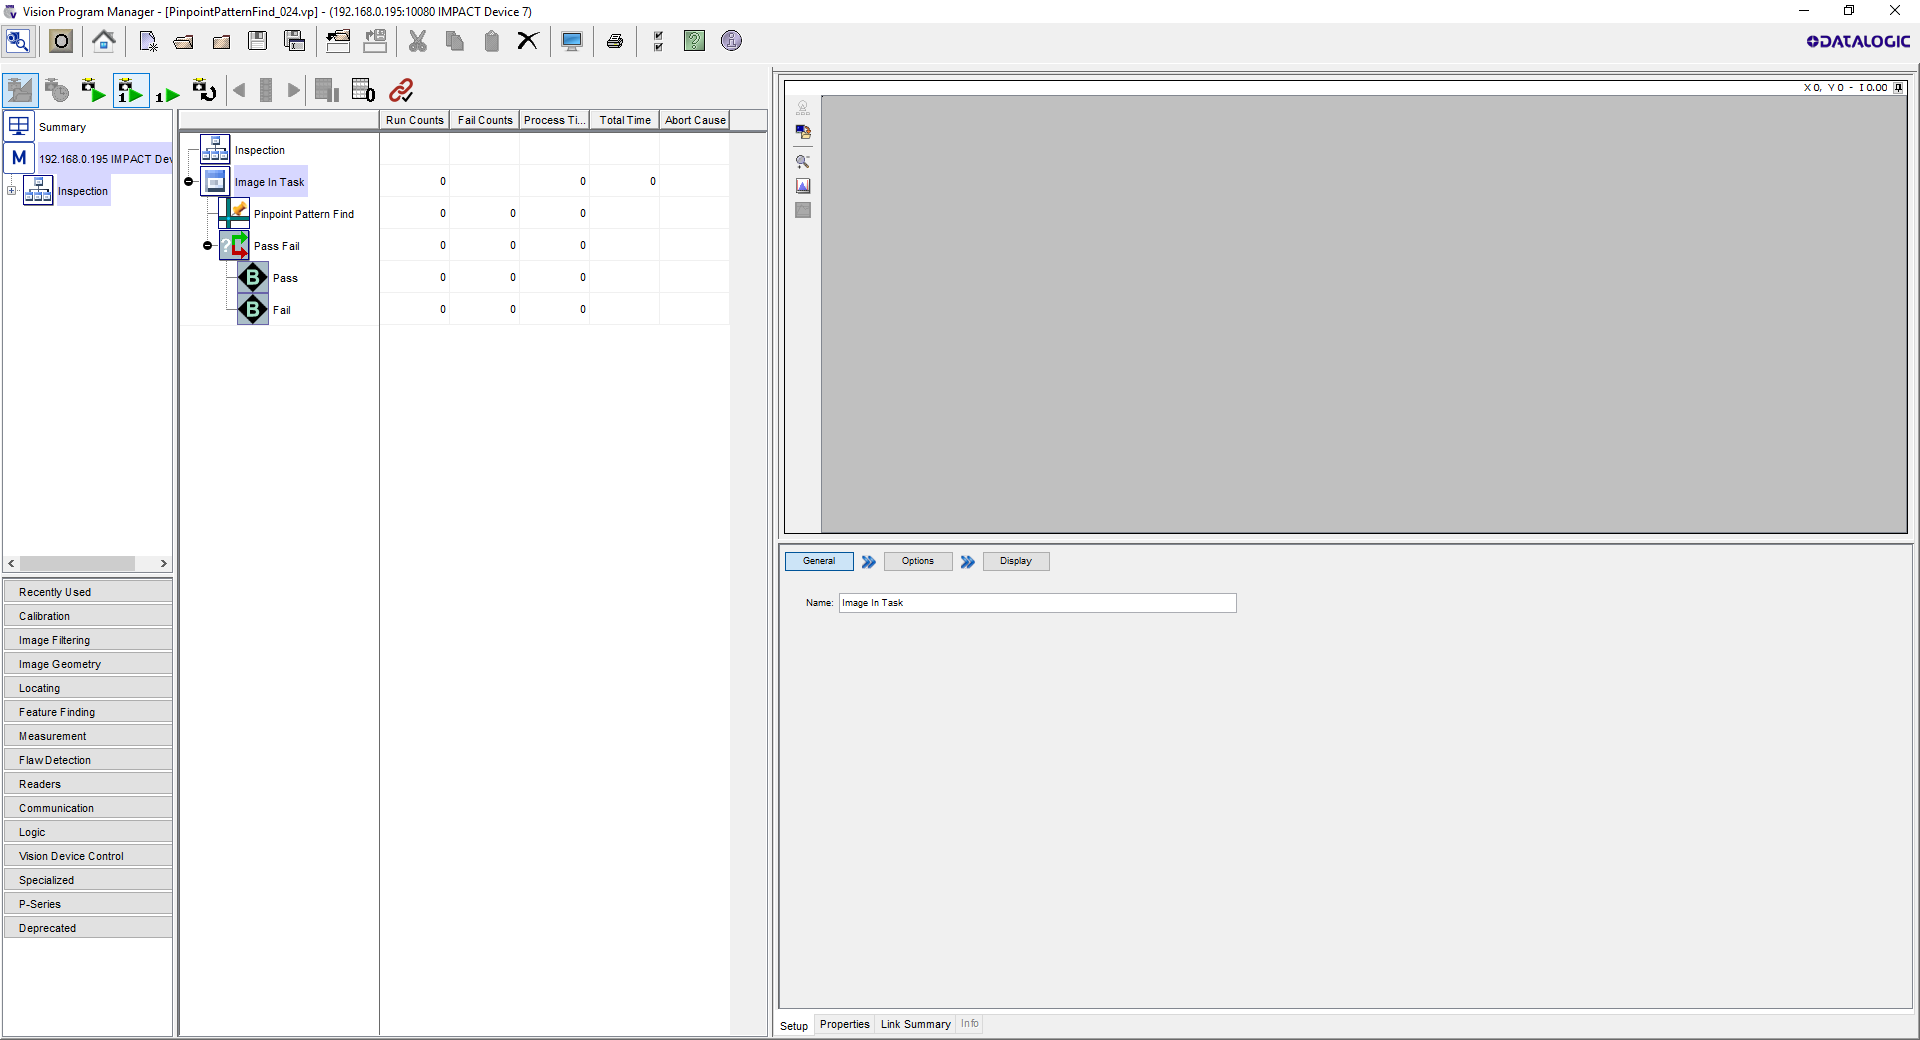 Vision Program Manager - [PinpointPatternFind_024.vp] - (192.168.0.195:10080 IMPACT Device 7)
O
DATALOGIC
1
1
0
X 0, Y 0 - I 0.00
Summary
M 192.168.0.195 IMPACT Dev
Inspection
Run Counts Fail Counts Process Ti... Total Time Abort Cause
Inspection
Image In Task 0 0 0
Pinpoint Pattern Find 0 0 0
Pass Fail 0 0 0
B Pass 0 0 0
B Fail 0 0 0
Recently Used
Calibration
Image Filtering
Image Geometry
Locating
Feature Finding
Measurement
Flaw Detection
Readers
Communication
Logic
Vision Device Control
Specialized
P-Series
Deprecated
General Options Display
Name: Image In Task
Setup Properties Link Summary Info